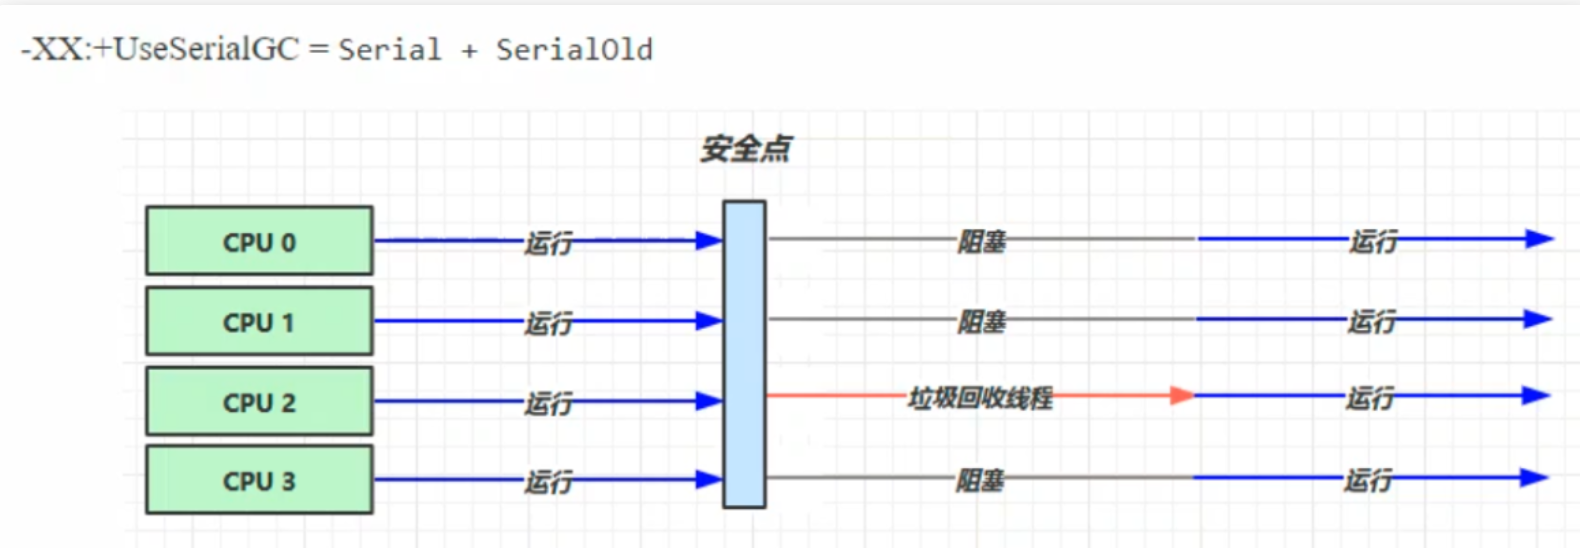 -XX:+UseSerialGC = Serial + SerialOld
安全点
CPU 0 运行 阻塞 运行
CPU 1 运行 阻塞 运行
CPU 2 运行 垃圾回收线程 运行
CPU 3 运行 阻塞 运行